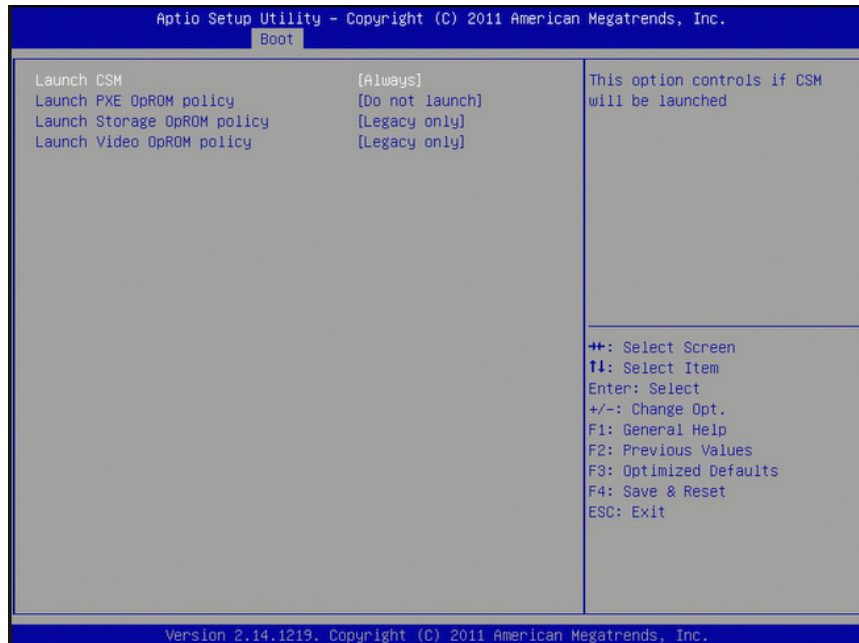 Aptio Setup Utility – Copyright (C) 2011 American Megatrends, Inc.
Boot
Launch CSM [Always]
Launch PXE OpROM policy [Do not launch]
Launch Storage OpROM policy [Legacy only]
Launch Video OpROM policy [Legacy only]
This option controls if CSM
will be launched
→←: Select Screen
↑↓: Select Item
Enter: Select
+/-: Change Opt.
F1: General Help
F2: Previous Values
F3: Optimized Defaults
F4: Save & Reset
ESC: Exit
Version 2.14.1219. Copyright (C) 2011 American Megatrends, Inc.